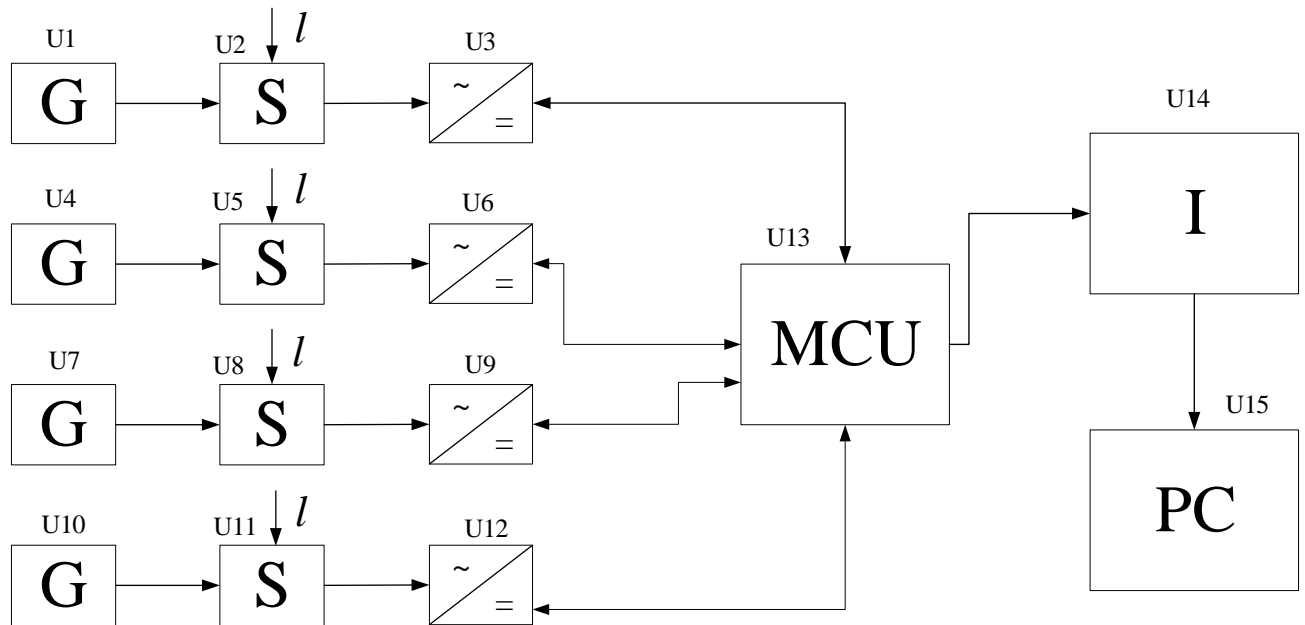 U1
G
U2
l
S
U3
~
=
U4
G
U5
l
S
U6
~
=
U7
G
U8
l
S
U9
~
=
U10
G
U11
l
S
U12
~
=
U13
MCU
U14
I
U15
PC